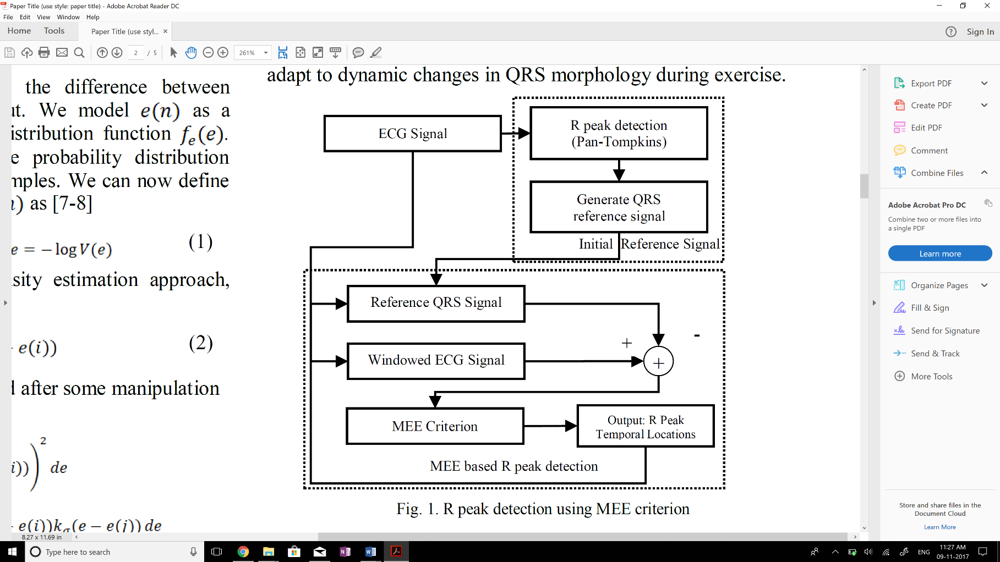 Paper Title (use style: paper title) - Adobe Acrobat Reader DC
File Edit View Window Help
Home Tools Paper Title (use styl... ×
? Sign In
2 / 5 261%
the difference between
ut. We model e(n) as a
istribution function fₑ(e).
e probability distribution
mples. We can now define
as [7-8]
e = −log V(e) (1)
sity estimation approach,
e(i)) (2)
d after some manipulation
i)))² de
e(i))k_σ(e − e(j)) de
adapt to dynamic changes in QRS morphology during exercise.
ECG Signal
R peak detection
(Pan-Tompkins)
Generate QRS
reference signal
Initial Reference Signal
Reference QRS Signal
+ -
Windowed ECG Signal
+
MEE Criterion
Output: R Peak
Temporal Locations
MEE based R peak detection
Fig. 1. R peak detection using MEE criterion
8.27 x 11.69 in
Export PDF
Create PDF
Edit PDF
Comment
Combine Files
Adobe Acrobat Pro DC
Combine two or more files into
a single PDF
Learn more
Organize Pages
Fill & Sign
Send for Signature
Send & Track
More Tools
Store and share files in the
Document Cloud
Learn More
Type here to search
ENG
11:27 AM
09-11-2017